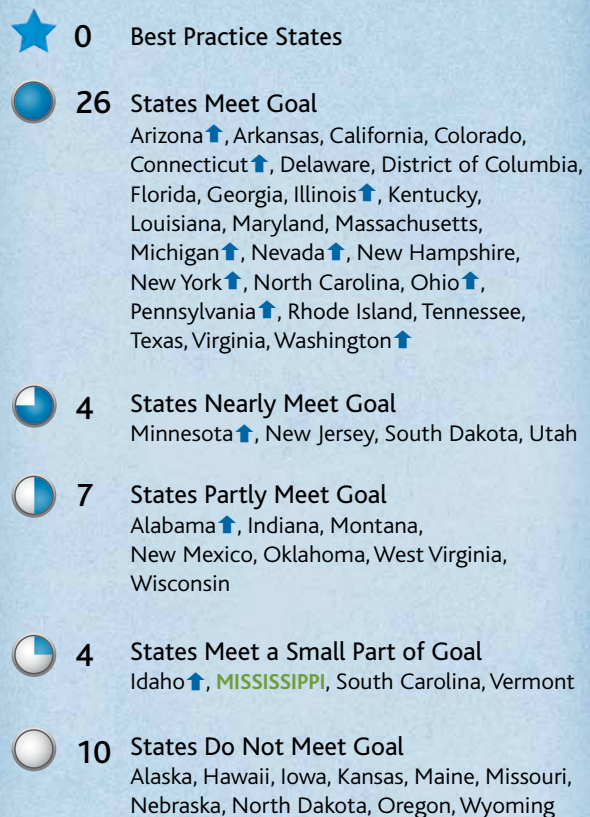 0 Best Practice States
26 States Meet Goal
Arizona⬆, Arkansas, California, Colorado,
Connecticut⬆, Delaware, District of Columbia,
Florida, Georgia, Illinois⬆, Kentucky,
Louisiana, Maryland, Massachusetts,
Michigan⬆, Nevada⬆, New Hampshire,
New York⬆, North Carolina, Ohio⬆,
Pennsylvania⬆, Rhode Island, Tennessee,
Texas, Virginia, Washington⬆
4 States Nearly Meet Goal
Minnesota⬆, New Jersey, South Dakota, Utah
7 States Partly Meet Goal
Alabama⬆, Indiana, Montana,
New Mexico, Oklahoma, West Virginia,
Wisconsin
4 States Meet a Small Part of Goal
Idaho⬆, MISSISSIPPI, South Carolina, Vermont
10 States Do Not Meet Goal
Alaska, Hawaii, Iowa, Kansas, Maine, Missouri,
Nebraska, North Dakota, Oregon, Wyoming